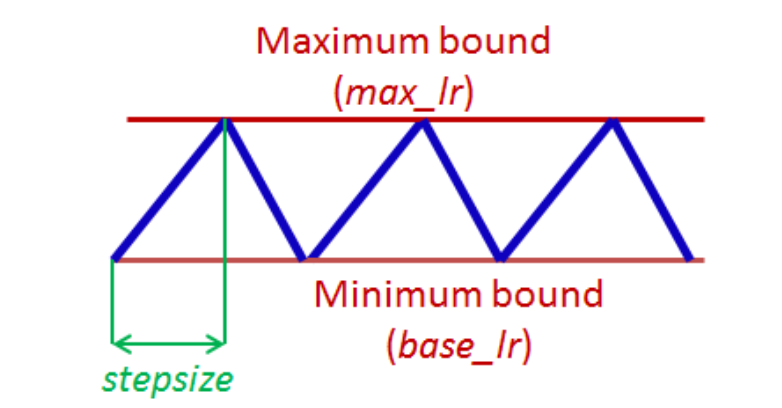 Maximum bound
(max_lr)
Minimum bound
(base_lr)
stepsize